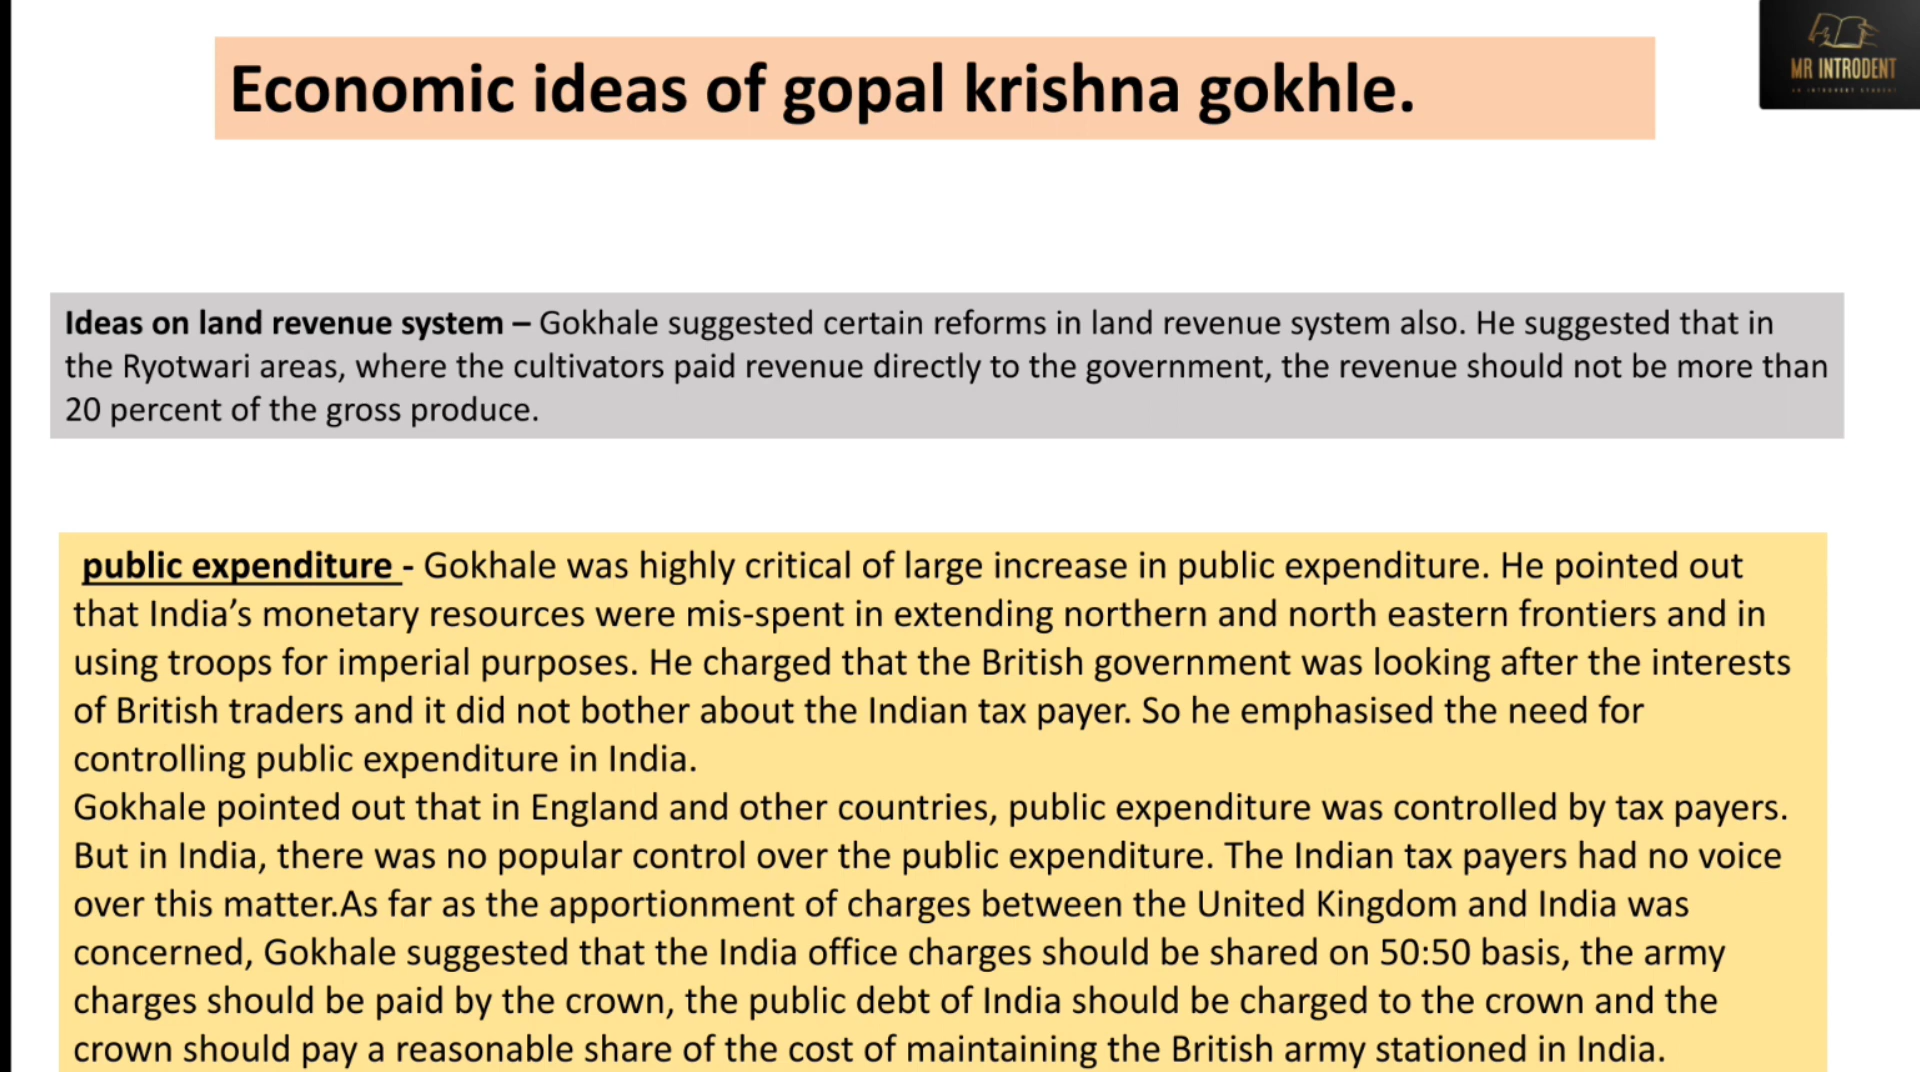 Economic ideas of gopal krishna gokhle.
MR INTRODENT
AN INTROVERT STUDENT
Ideas on land revenue system – Gokhale suggested certain reforms in land revenue system also. He suggested that in
the Ryotwari areas, where the cultivators paid revenue directly to the government, the revenue should not be more than
20 percent of the gross produce.
public expenditure - Gokhale was highly critical of large increase in public expenditure. He pointed out
that India’s monetary resources were mis-spent in extending northern and north eastern frontiers and in
using troops for imperial purposes. He charged that the British government was looking after the interests
of British traders and it did not bother about the Indian tax payer. So he emphasised the need for
controlling public expenditure in India.
Gokhale pointed out that in England and other countries, public expenditure was controlled by tax payers.
But in India, there was no popular control over the public expenditure. The Indian tax payers had no voice
over this matter.As far as the apportionment of charges between the United Kingdom and India was
concerned, Gokhale suggested that the India office charges should be shared on 50:50 basis, the army
charges should be paid by the crown, the public debt of India should be charged to the crown and the
crown should pay a reasonable share of the cost of maintaining the British army stationed in India.